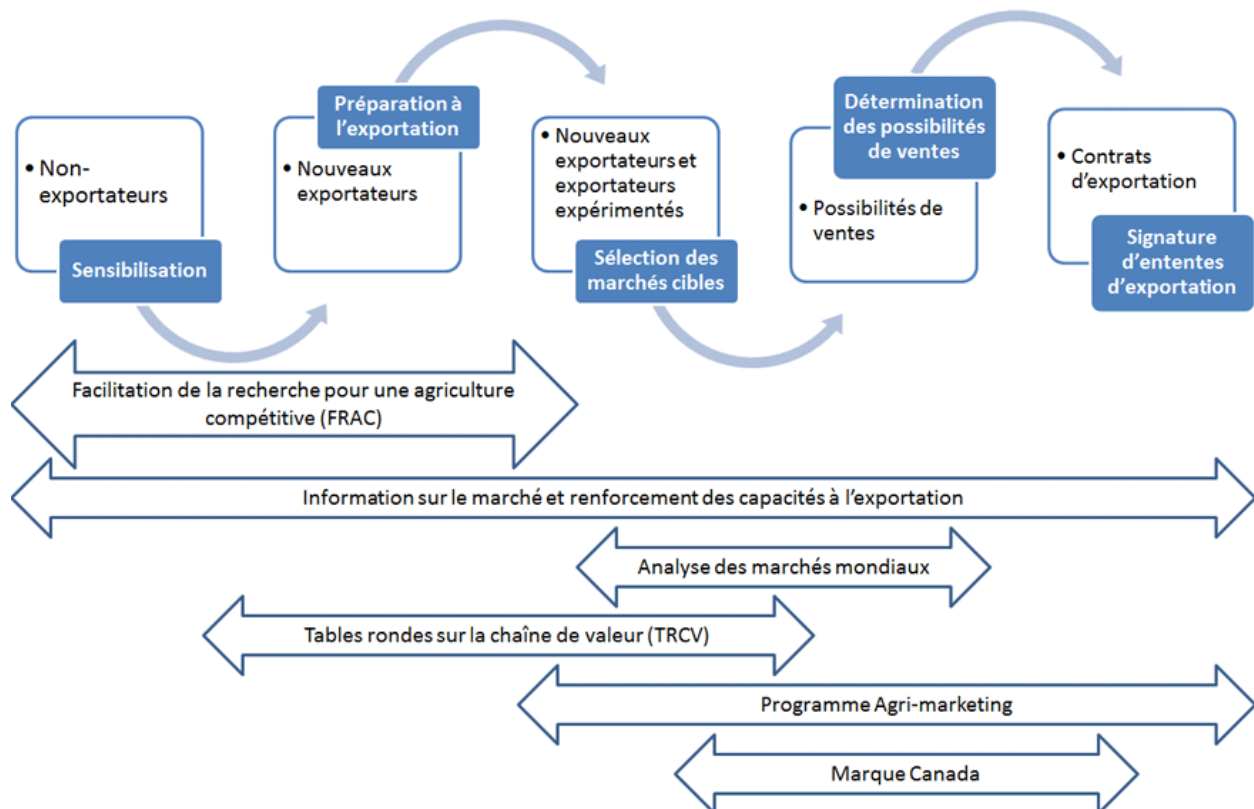 • Non-
exportateurs
Sensibilisation
Préparation à
l'exportation
• Nouveaux
exportateurs
• Nouveaux
exportateurs et
exportateurs
expérimentés
Sélection des
marchés cibles
Détermination
des possibilités
de ventes
• Possibilités de
ventes
• Contrats
d'exportation
Signature
d'ententes
d'exportation
Facilitation de la recherche pour une agriculture
compétitive (FRAC)
Information sur le marché et renforcement des capacités à l'exportation
Analyse des marchés mondiaux
Tables rondes sur la chaîne de valeur (TRCV)
Programme Agri-marketing
Marque Canada